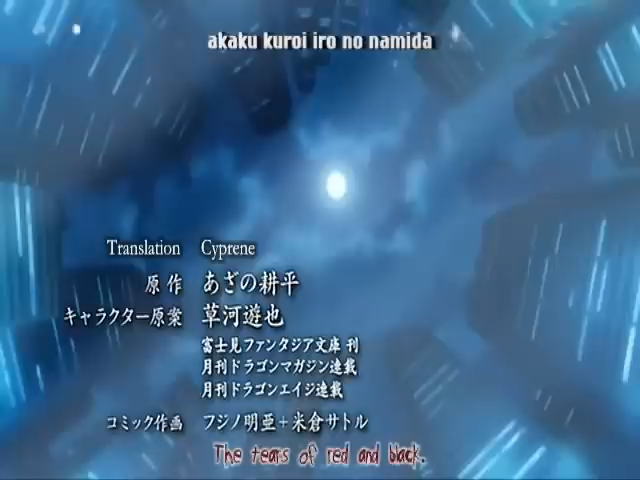 akaku kuroi iro no namida
Translation Cyprene
原作 あざの耕平
キャラクター原案 草河遊也
富士見ファンタジア文庫 刊
月刊ドラゴンマガジン連載
月刊ドラゴンエイジ連載
コミック作画 フジノ明亜+米倉サトル
The tears of red and black.